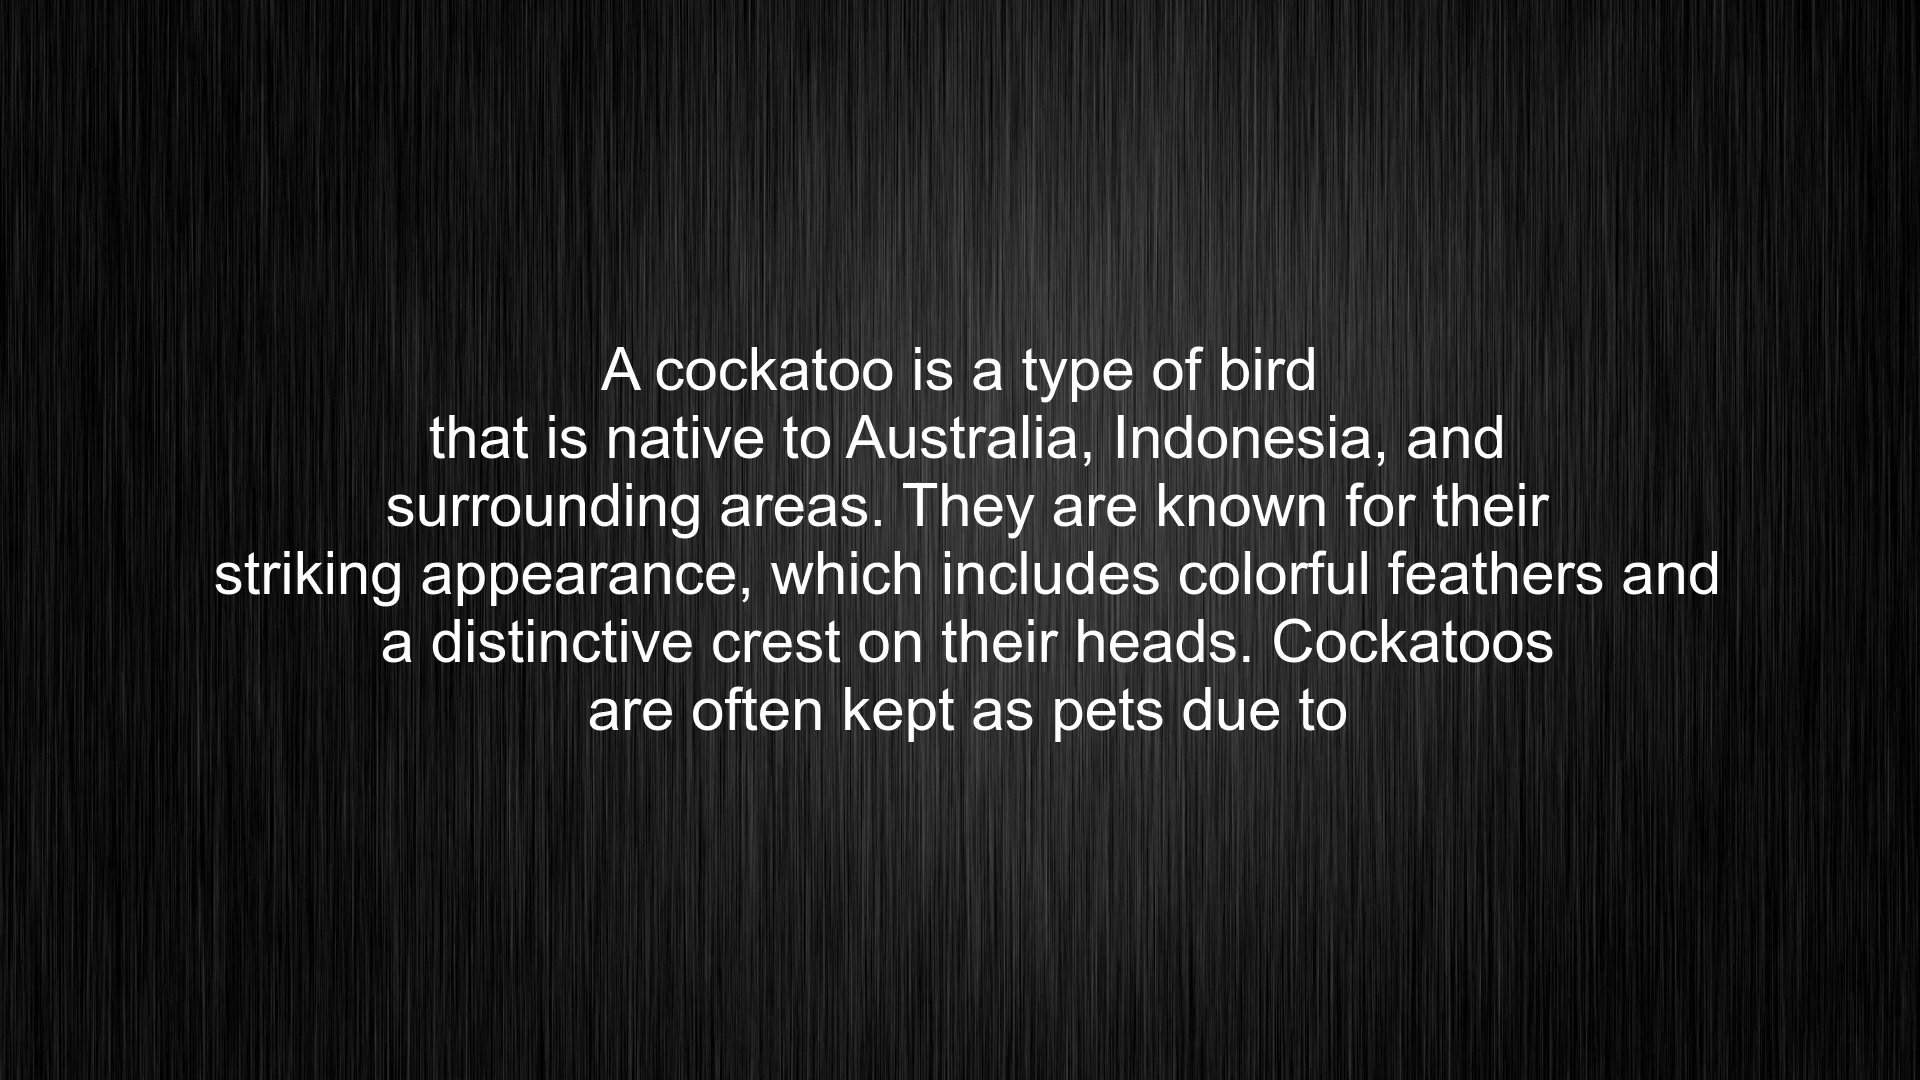 A cockatoo is a type of bird
that is native to Australia, Indonesia, and
surrounding areas. They are known for their
striking appearance, which includes colorful feathers and
a distinctive crest on their heads. Cockatoos
are often kept as pets due to